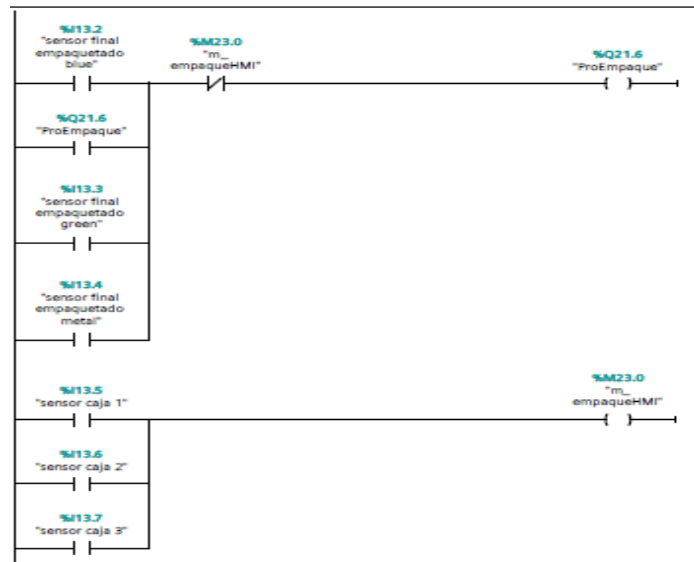 %I13.2
"sensor final
empaquetado
blue"
%M23.0
"m_
empaqueHMI"
%Q21.6
"ProEmpaque"
%Q21.6
"ProEmpaque"
%I13.3
"sensor final
empaquetado
green"
%I13.4
"sensor final
empaquetado
metal"
%I13.5
"sensor caja 1"
%M23.0
"m_
empaqueHMI"
%I13.6
"sensor caja 2"
%I13.7
"sensor caja 3"